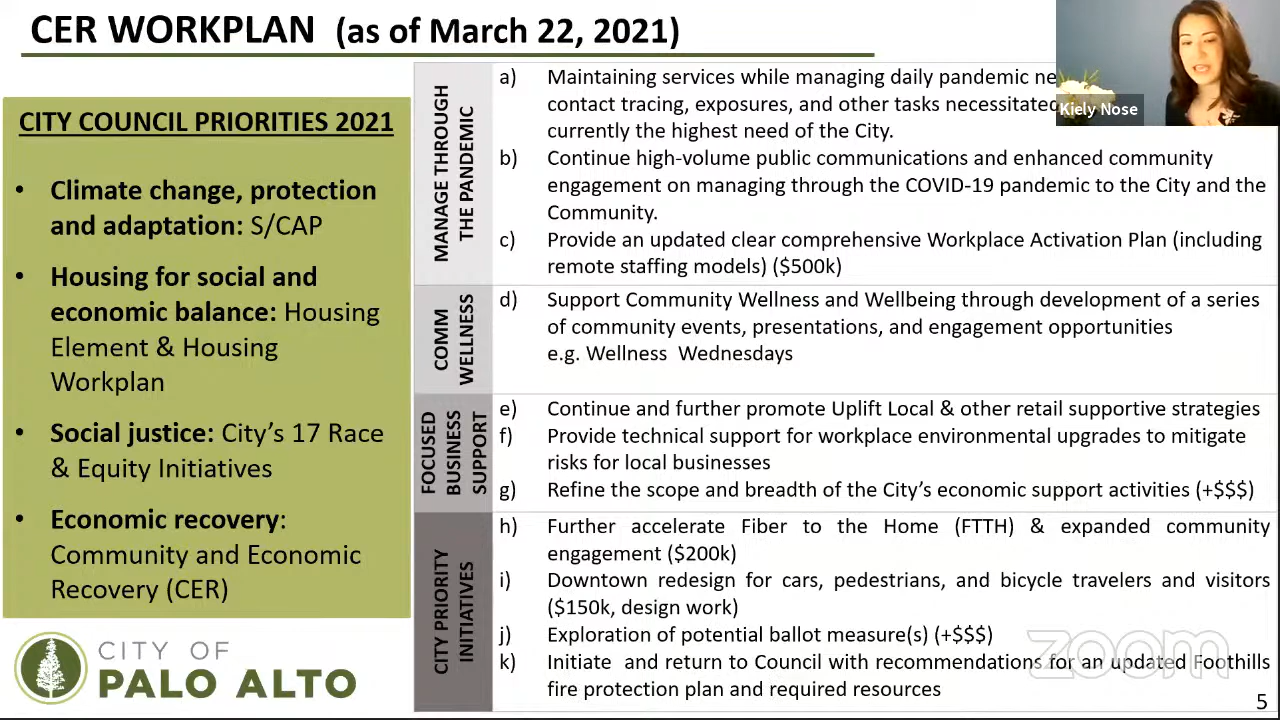 CER WORKPLAN (as of March 22, 2021)
Kiely Nose
CITY COUNCIL PRIORITIES 2021
• Climate change, protection
and adaptation: S/CAP
• Housing for social and
economic balance: Housing
Element & Housing
Workplan
• Social justice: City's 17 Race
& Equity Initiatives
• Economic recovery:
Community and Economic
Recovery (CER)
CITY OF
PALO ALTO
MANAGE THROUGH
THE PANDEMIC
a) Maintaining services while managing daily pandemic
contact tracing, exposures, and other tasks necessitated
currently the highest need of the City.
b) Continue high-volume public communications and enhanced community
engagement on managing through the COVID-19 pandemic to the City and the
Community.
c) Provide an updated clear comprehensive Workplace Activation Plan (including
remote staffing models) ($500k)
COMM
WELLNESS
d) Support Community Wellness and Wellbeing through development of a series
of community events, presentations, and engagement opportunities
e.g. Wellness Wednesdays
FOCUSED
BUSINESS
SUPPORT
e) Continue and further promote Uplift Local & other retail supportive strategies
f) Provide technical support for workplace environmental upgrades to mitigate
risks for local businesses
g) Refine the scope and breadth of the City's economic support activities (+$$$)
CITY PRIORITY
INITIATIVES
h) Further accelerate Fiber to the Home (FTTH) & expanded community
engagement ($200k)
i) Downtown redesign for cars, pedestrians, and bicycle travelers and visitors
($150k, design work)
j) Exploration of potential ballot measure(s) (+$$$)
k) Initiate and return to Council with recommendations for an updated Foothills
fire protection plan and required resources
zoom
5